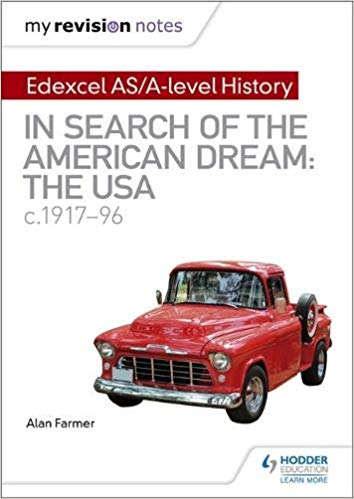 my revision notes
Edexcel AS/A-level History
IN SEARCH OF THE
AMERICAN DREAM:
THE USA
c.1917–96
Alan Farmer
HODDER
EDUCATION
LEARN MORE